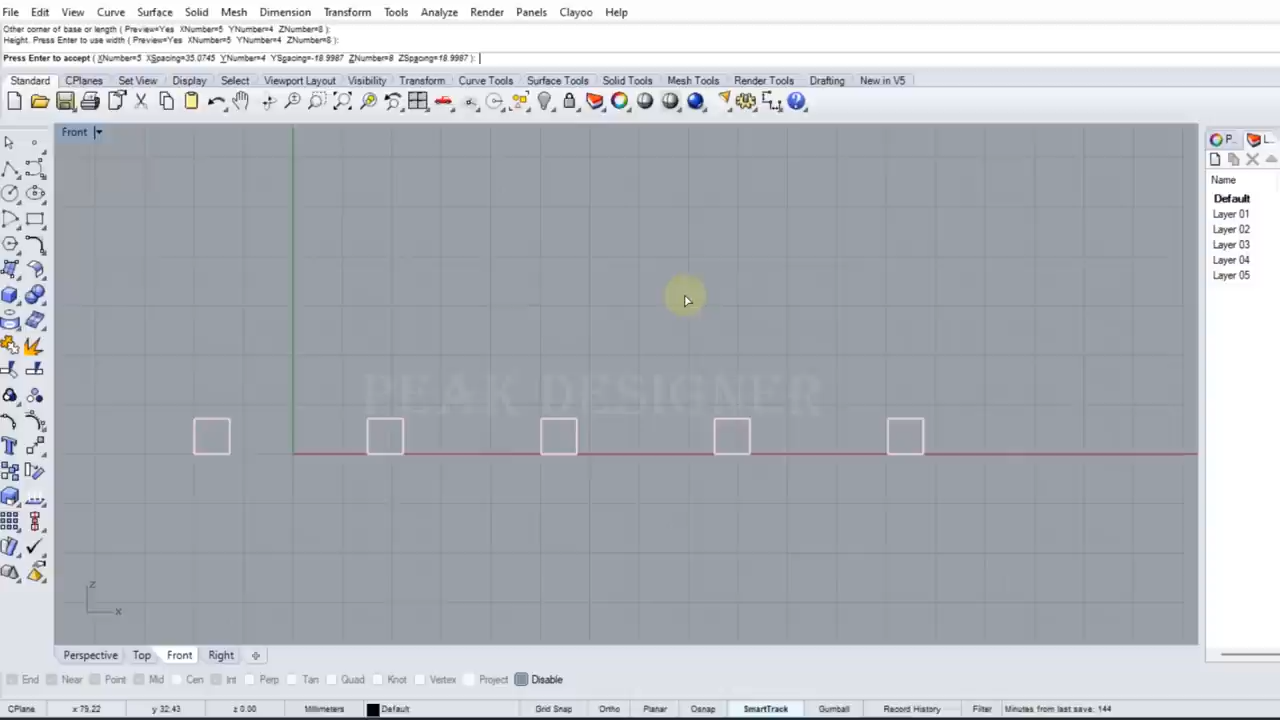 File Edit View Curve Surface Solid Mesh Dimension Transform Tools Analyze Render Panels Clayoo Help
Other corner of base or length ( Preview=Yes XNumber=5 YNumber=4 ZNumber=8 ):
Height. Press Enter to use width ( Preview=Yes XNumber=5 YNumber=4 ZNumber=8 ):
Press Enter to accept ( XNumber=5 XSpacing=35.0745 YNumber=4 YSpacing=-18.9987 ZNumber=8 ZSpacing=18.9987 ):
Standard CPlanes Set View Display Select Viewport Layout Visibility Transform Curve Tools Surface Tools Solid Tools Mesh Tools Render Tools Drafting New in V5
Front
P... L...
Name
Default
Layer 01
Layer 02
Layer 03
Layer 04
Layer 05
PEAK DESIGNER
z
x
Perspective Top Front Right
End Near Point Mid Cen Int Perp Tan Quad Knot Vertex Project Disable
CPlane x 79.22 y 32.43 z 0.00 Millimeters Default Grid Snap Ortho Planar Osnap SmartTrack Gumball Record History Filter Minutes from last save: 144